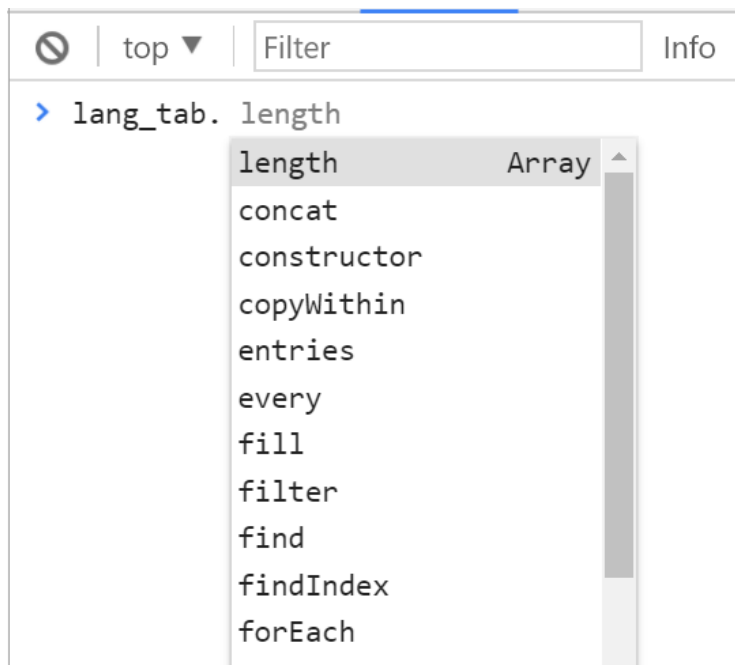 top ▼ Filter Info
> lang_tab. length
length Array
concat
constructor
copyWithin
entries
every
fill
filter
find
findIndex
forEach